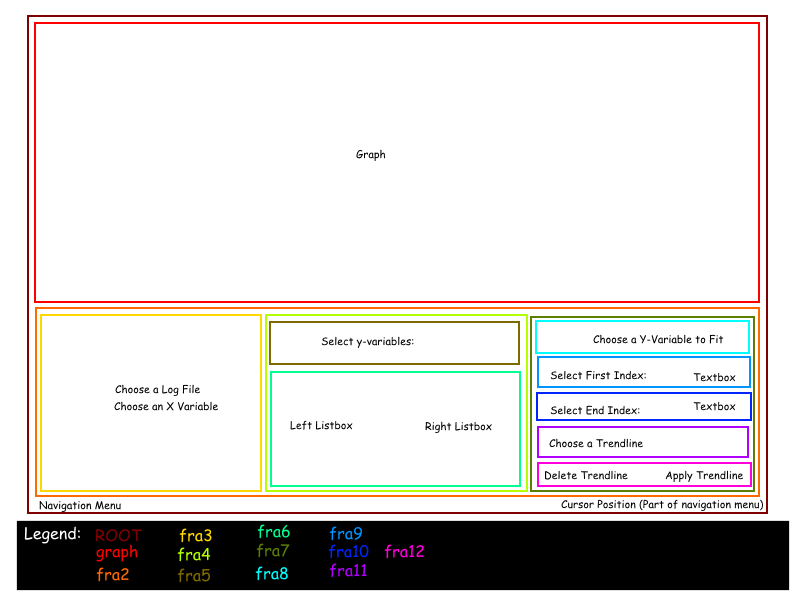 Graph
Select y-variables:
Choose a Y-Variable to Fit
Select First Index: Textbox
Choose a Log File
Choose an X Variable
Left Listbox Right Listbox
Select End Index: Textbox
Choose a Trendline
Delete Trendline Apply Trendline
Navigation Menu Cursor Position (Part of navigation menu)
Legend: ROOT fra3 fra6 fra9
graph fra4 fra7 fra10 fra12
fra2 fra5 fra8 fra11